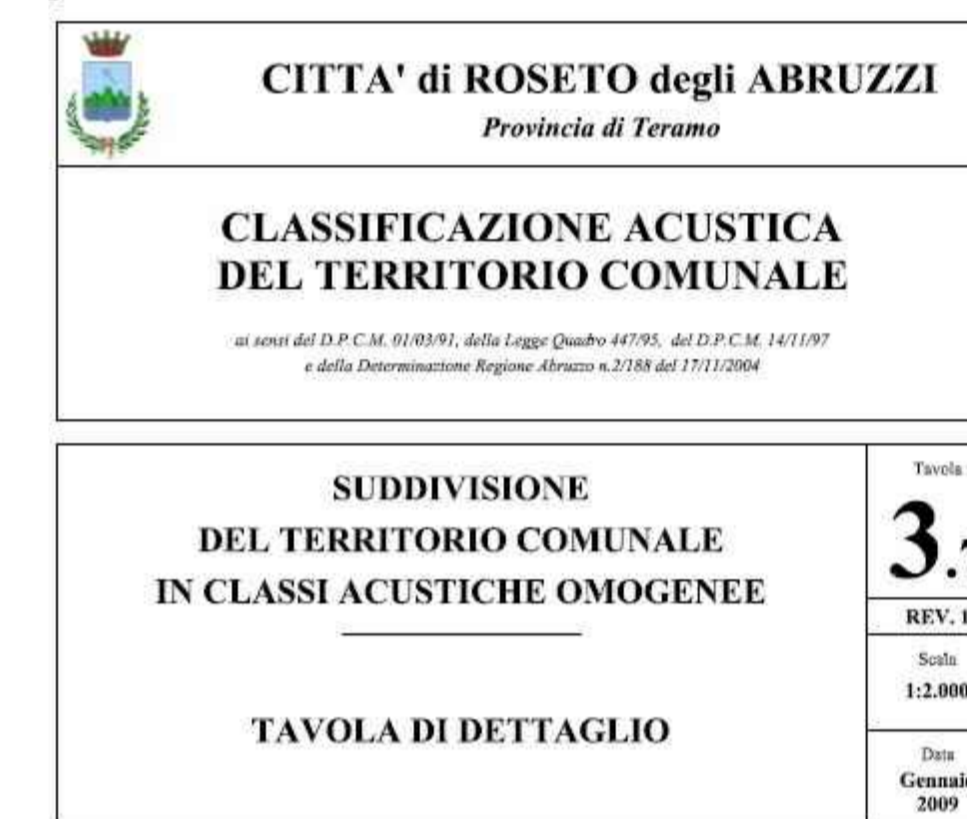 CITTA' di ROSETO degli ABRUZZI
Provincia di Teramo
CLASSIFICAZIONE ACUSTICA
DEL TERRITORIO COMUNALE
ai sensi del D.P.C.M. 01/03/91, della Legge Quadro 447/95, del D.P.C.M. 14/11/97
e della Determinazione Regione Abruzzo n.2/188 del 17/11/2004
SUDDIVISIONE
DEL TERRITORIO COMUNALE
IN CLASSI ACUSTICHE OMOGENEE
TAVOLA DI DETTAGLIO
Tavola
3.
REV. 1
Scala
1:2.000
Data
Gennaio
2009